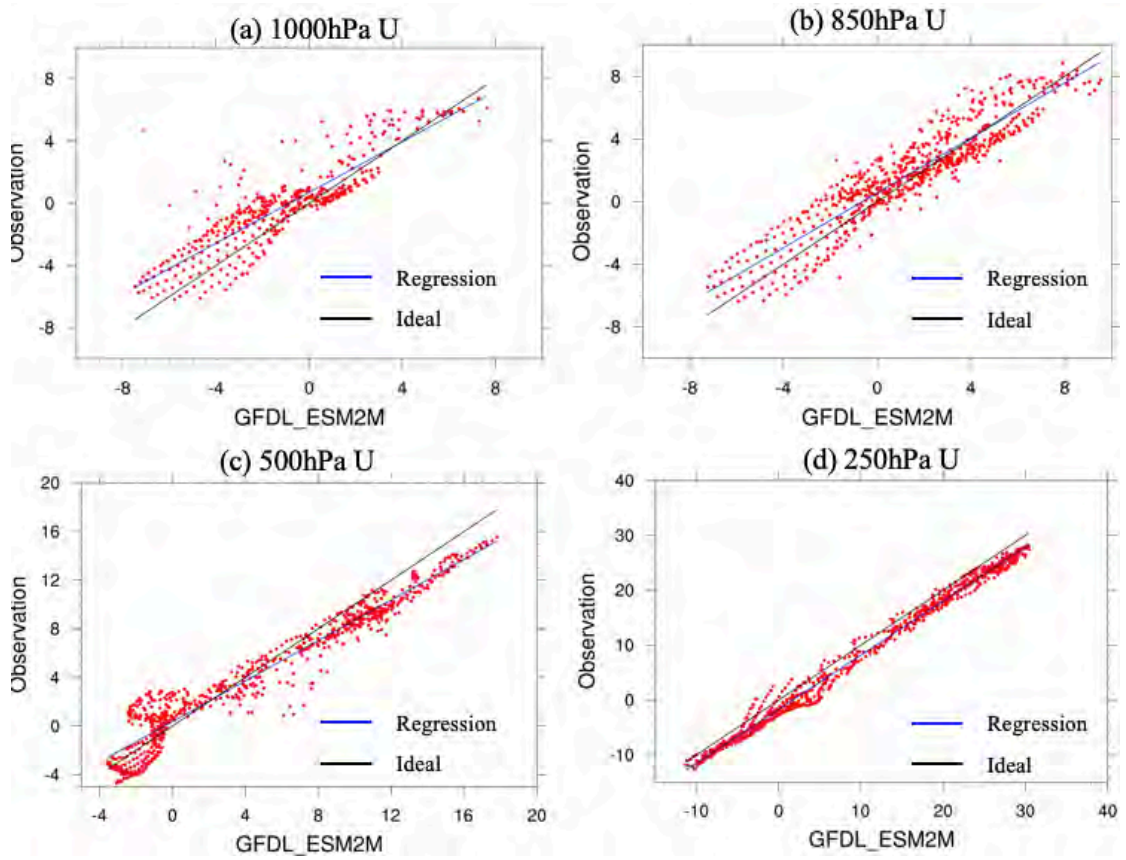 (a) 1000hPa U
8
4
0
-4
-8
Observation
Regression
Ideal
-8 -4 0 4 8
GFDL_ESM2M
(b) 850hPa U
8
4
0
-4
-8
Observation
Regression
Ideal
-8 -4 0 4 8
GFDL_ESM2M
(c) 500hPa U
20
16
12
8
4
0
-4
Observation
Regression
Ideal
-4 0 4 8 12 16 20
GFDL_ESM2M
(d) 250hPa U
40
30
20
10
0
-10
Observation
Regression
Ideal
-10 0 10 20 30 40
GFDL_ESM2M